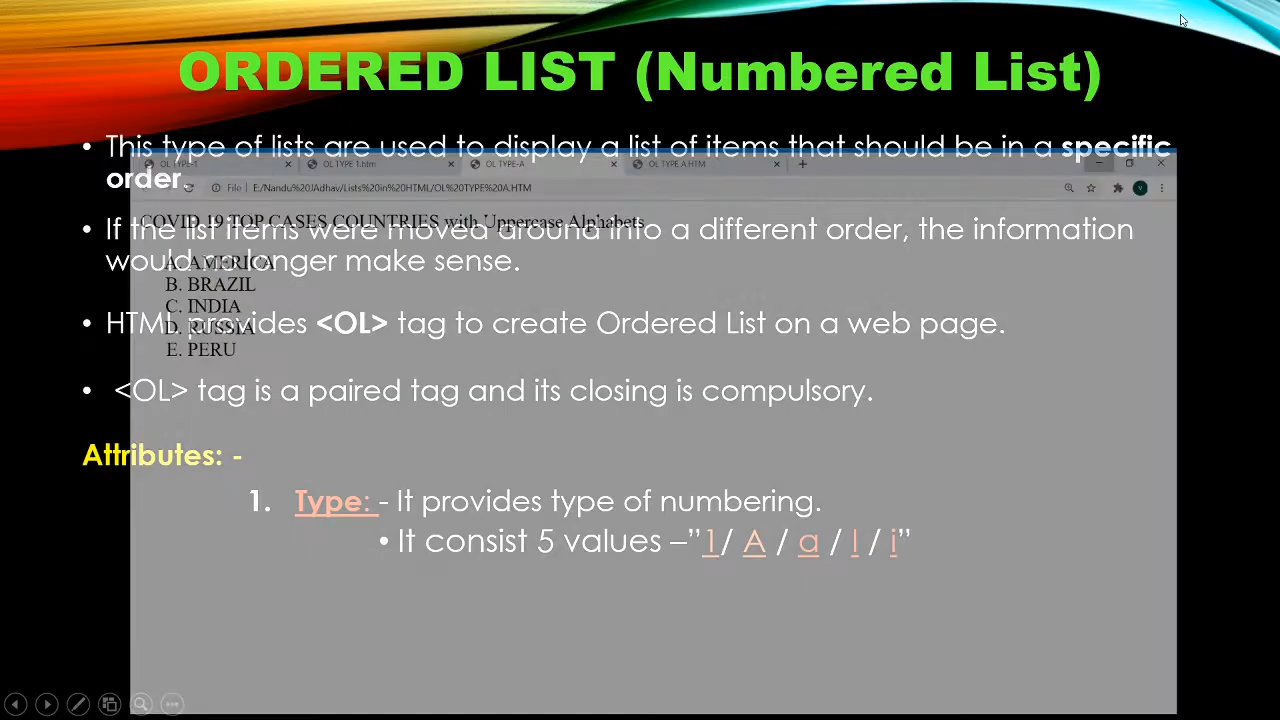 ORDERED LIST (Numbered List)
• This type of lists are used to display a list of items that should be in a specific
order.
OL TYPE-1
OL TYPE 1.htm
OL TYPE-A
OL TYPE A.HTM
File | E:/Nandu%20JAdhav/Lists%20in%20HTML/OL%20TYPE%20A.HTM
COVID 19 TOP CASES COUNTRIES with Uppercase Alphabets
• If the list items were moved around into a different order, the information
would no longer make sense.
A. AMERICA
B. BRAZIL
C. INDIA
D. RUSSIA
E. PERU
• HTML provides <OL> tag to create Ordered List on a web page.
• <OL> tag is a paired tag and its closing is compulsory.
Attributes: -
1. Type: - It provides type of numbering.
• It consist 5 values –”1/ A / a / I / i”